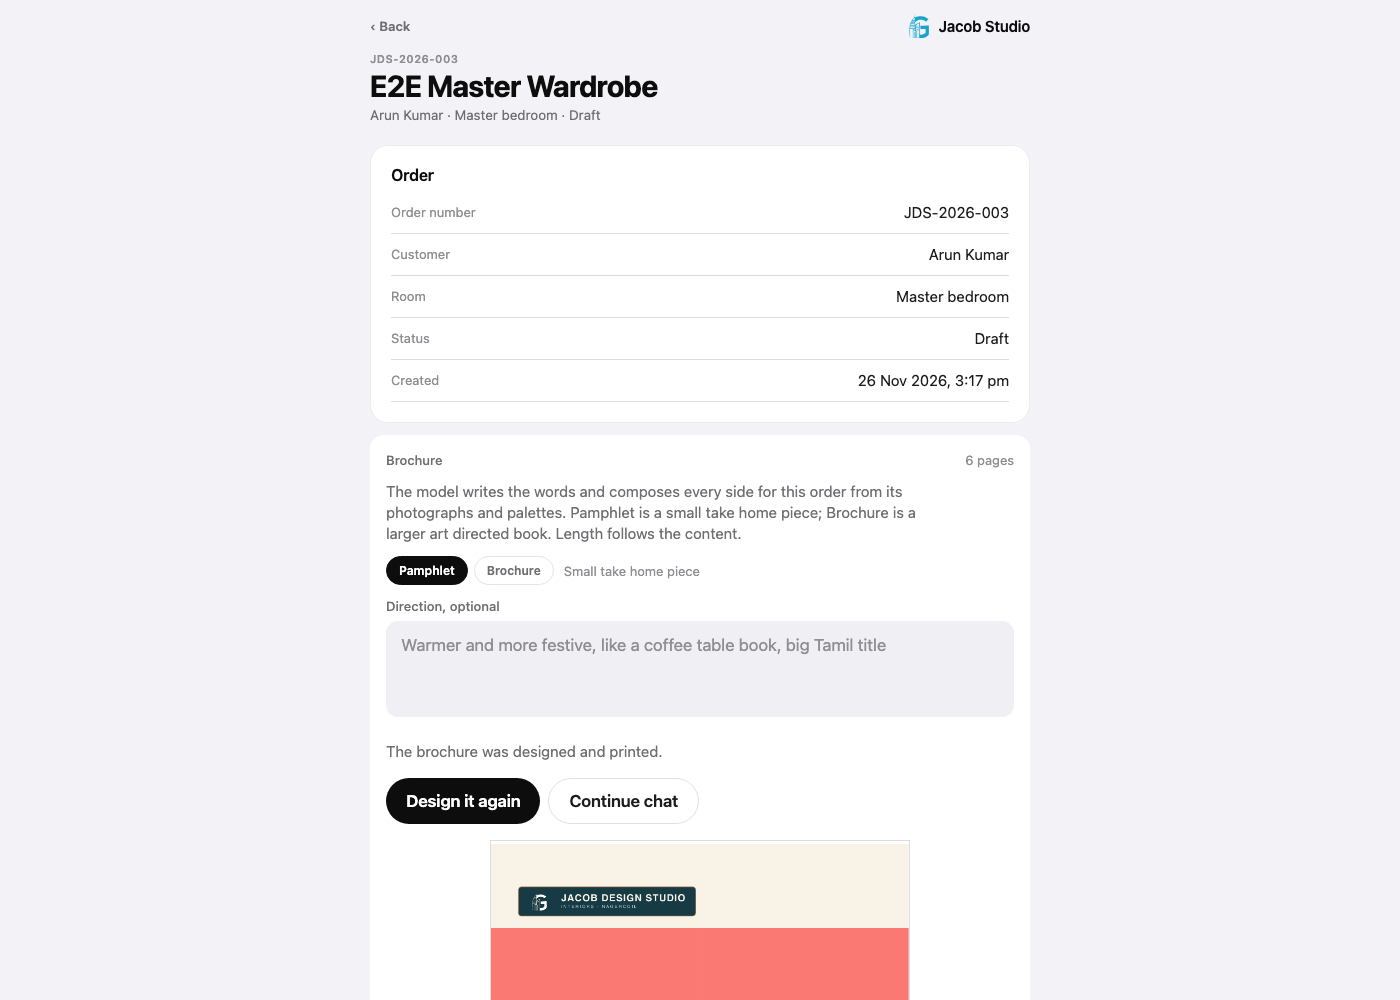 ‹ Back
Jacob Studio
JDS-2026-003
E2E Master Wardrobe
Arun Kumar · Master bedroom · Draft
Order
Order number JDS-2026-003
Customer Arun Kumar
Room Master bedroom
Status Draft
Created 26 Nov 2026, 3:17 pm
Brochure 6 pages
The model writes the words and composes every side for this order from its
photographs and palettes. Pamphlet is a small take home piece; Brochure is a
larger art directed book. Length follows the content.
Pamphlet Brochure Small take home piece
Direction, optional
Warmer and more festive, like a coffee table book, big Tamil title
The brochure was designed and printed.
Design it again Continue chat
JACOB DESIGN STUDIO
INTERIORS · NAGERCOIL